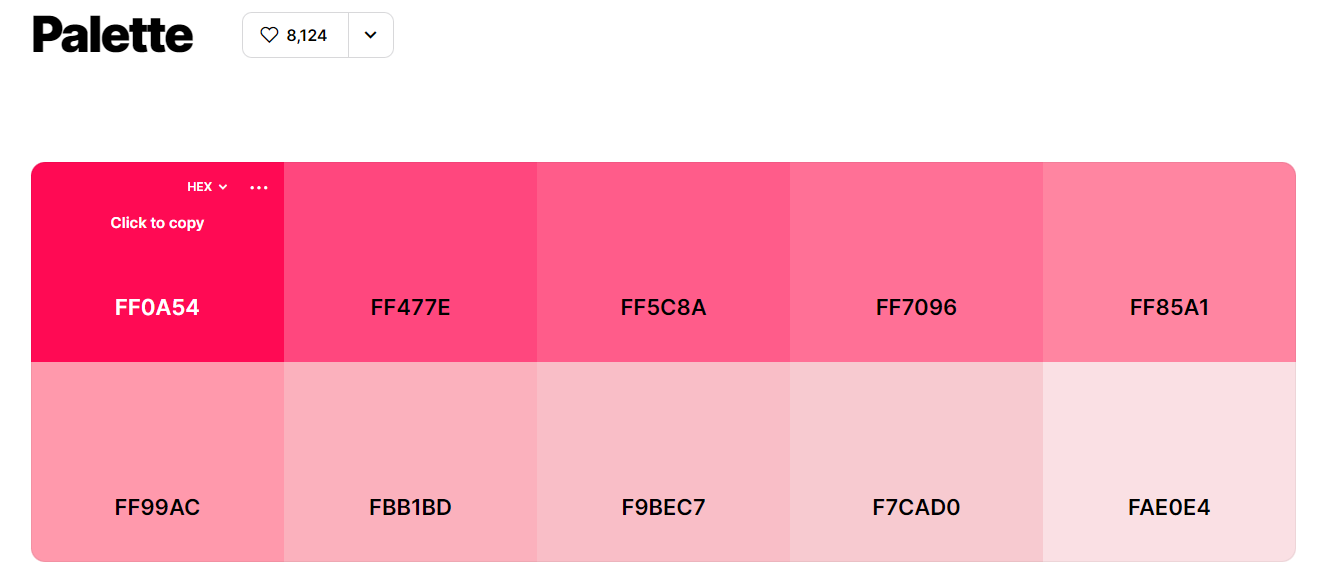 Palette
8,124
HEX
Click to copy
FF0A54
FF477E
FF5C8A
FF7096
FF85A1
FF99AC
FBB1BD
F9BEC7
F7CAD0
FAE0E4